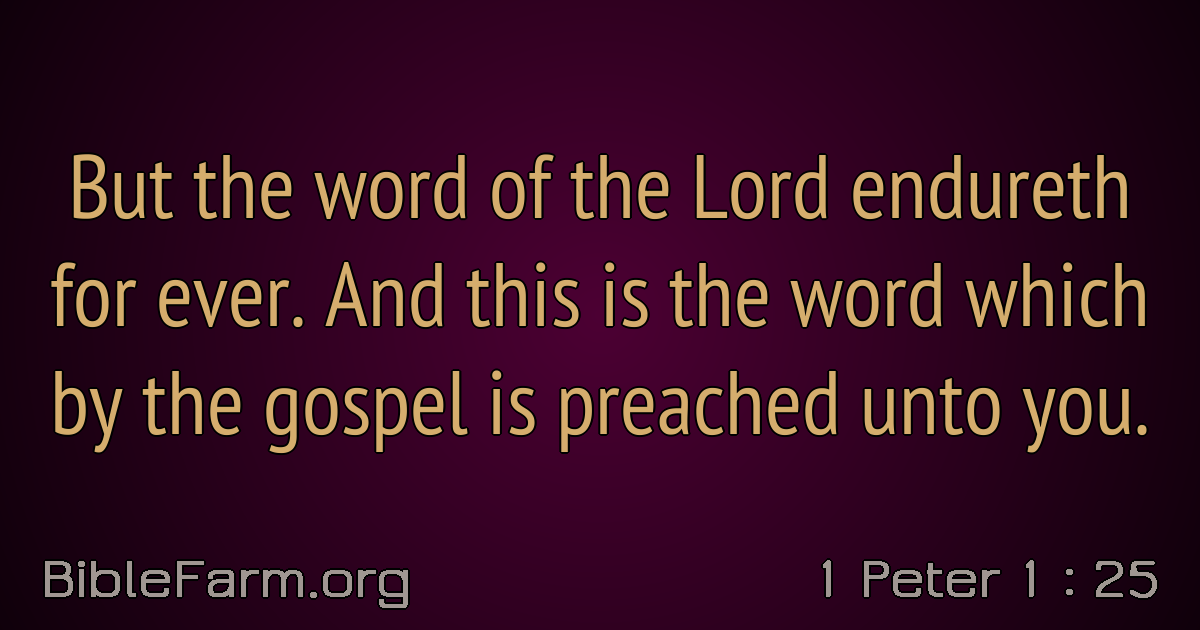 But the word of the Lord endureth
for ever. And this is the word which
by the gospel is preached unto you.
BibleFarm.org
1 Peter 1 : 25